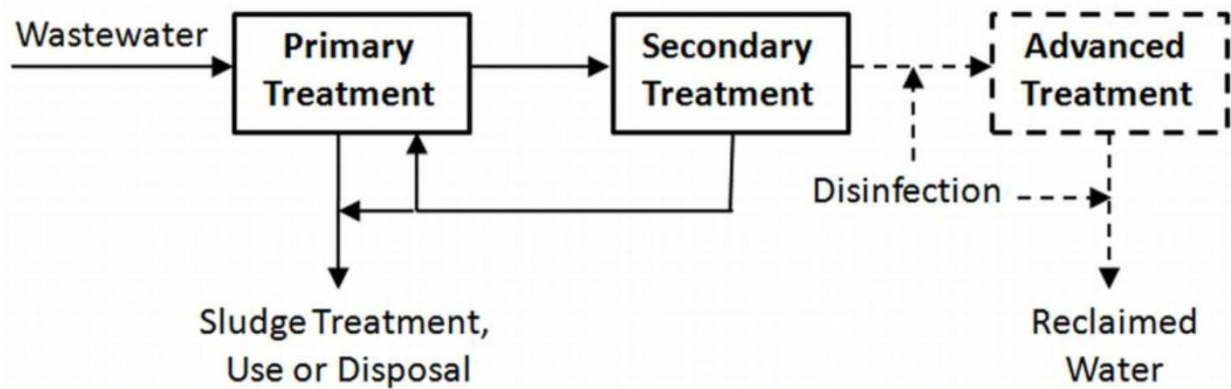 Wastewater
Primary
Treatment
Secondary
Treatment
Advanced
Treatment
Disinfection
Sludge Treatment,
Use or Disposal
Reclaimed
Water